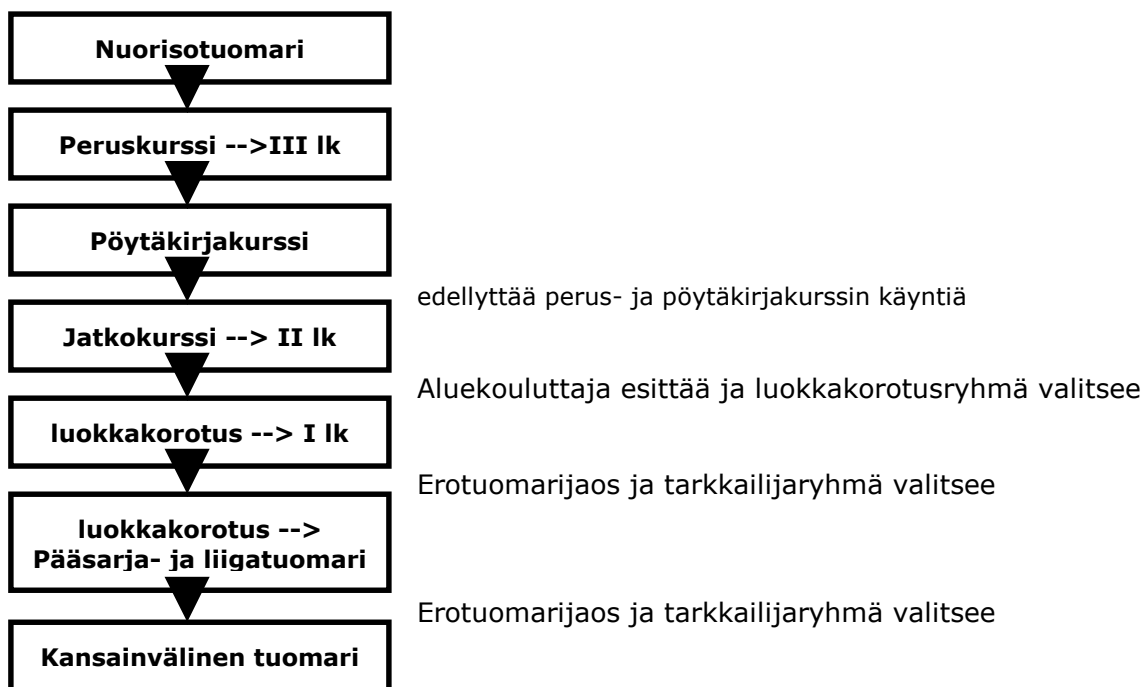 Nuorisotuomari
Peruskurssi -->III lk
Pöytäkirjakurssi
edellyttää perus- ja pöytäkirjakurssin käyntiä
Jatkokurssi --> II lk
Aluekouluttaja esittää ja luokkakorotusryhmä valitsee
luokkakorotus --> I lk
Erotuomarijaos ja tarkkailijaryhmä valitsee
luokkakorotus -->
Pääsarja- ja liigatuomari
Erotuomarijaos ja tarkkailijaryhmä valitsee
Kansainvälinen tuomari